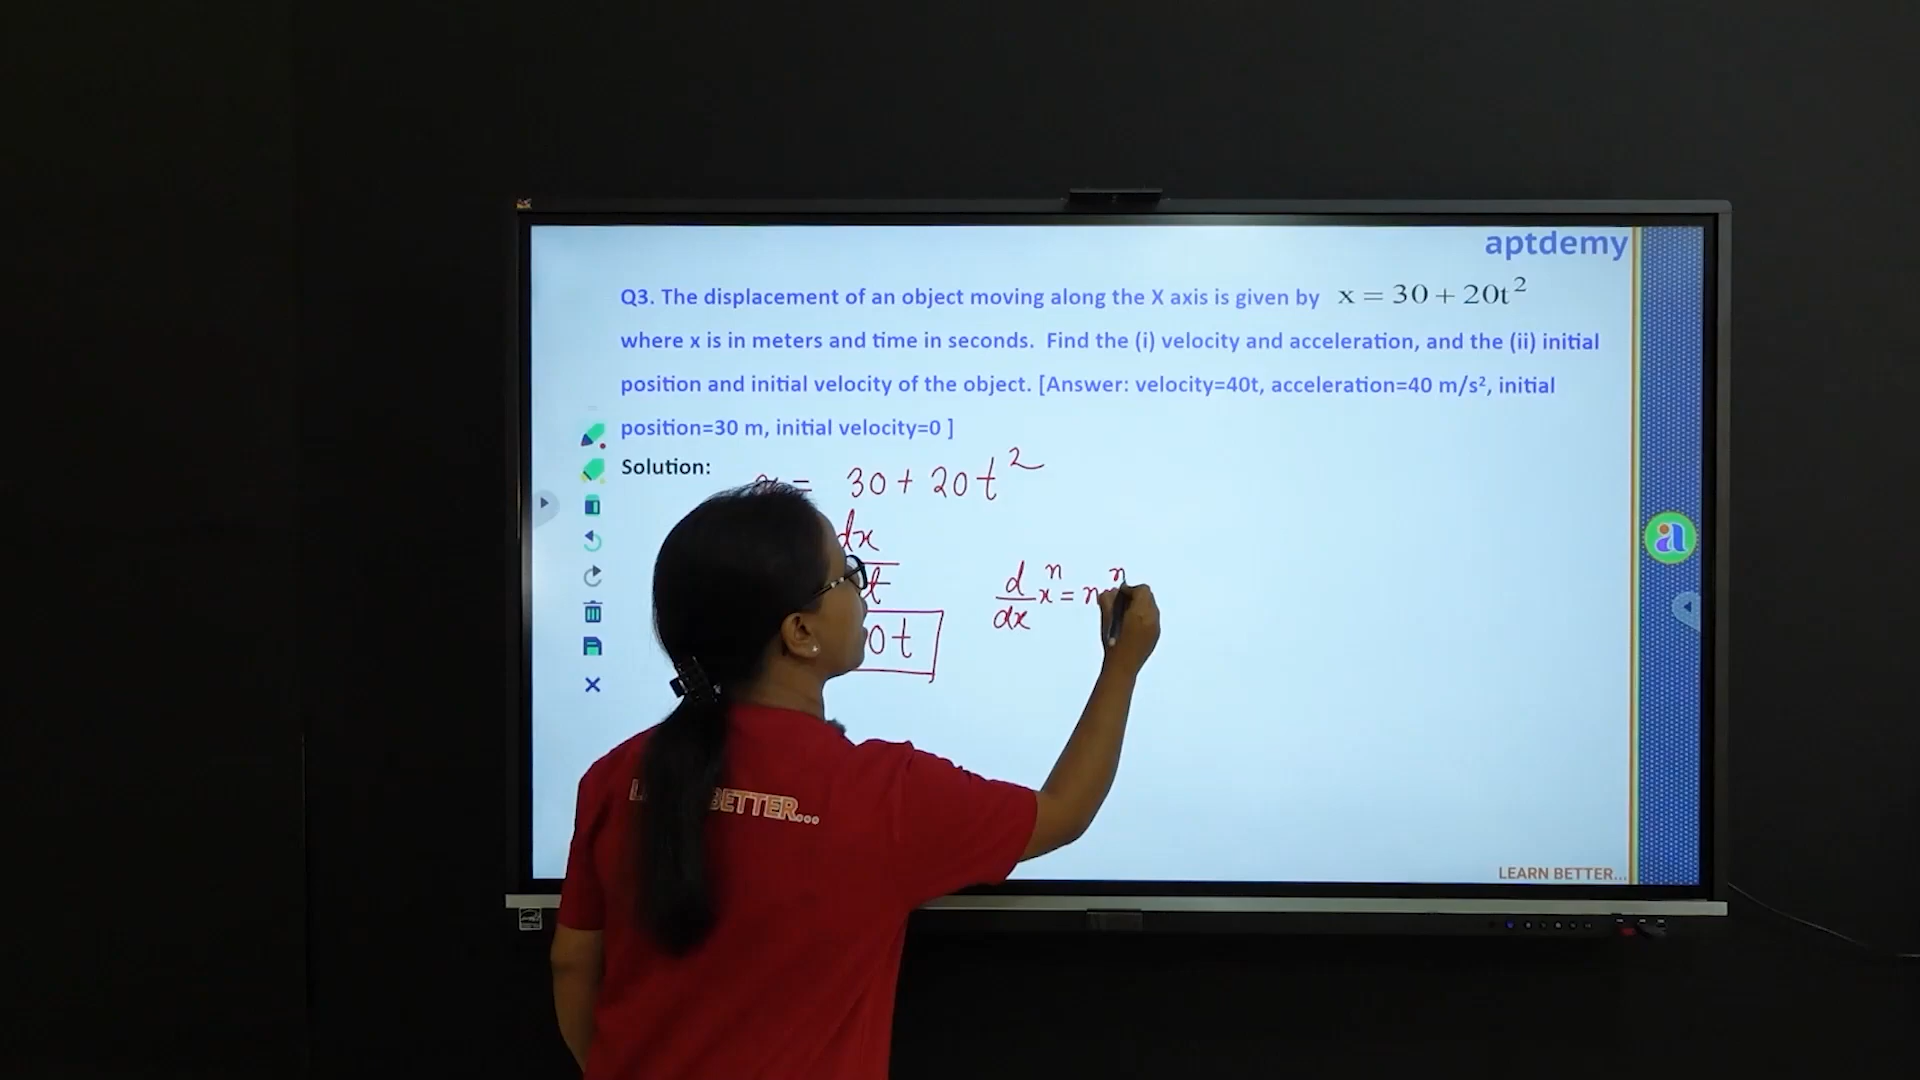 aptdemy
Q3. The displacement of an object moving along the X axis is given by x = 30 + 20t²
where x is in meters and time in seconds. Find the (i) velocity and acceleration, and the (ii) initial
position and initial velocity of the object. [Answer: velocity=40t, acceleration=40 m/s², initial
position=30 m, initial velocity=0 ]
Solution: x = 30 + 20t²
dx
t
d/dx xⁿ = n
0t
a
BETTER...
LEARN BETTER...